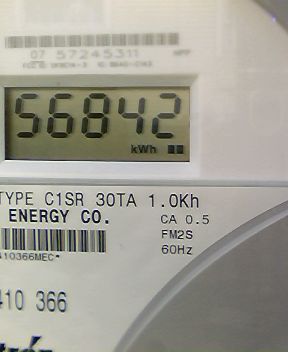 07 57245311
56842
kWh
TYPE C1SR 30TA 1.0Kh
ENERGY CO.
CA 0.5
FM2S
60Hz
410366MEC*
410 366